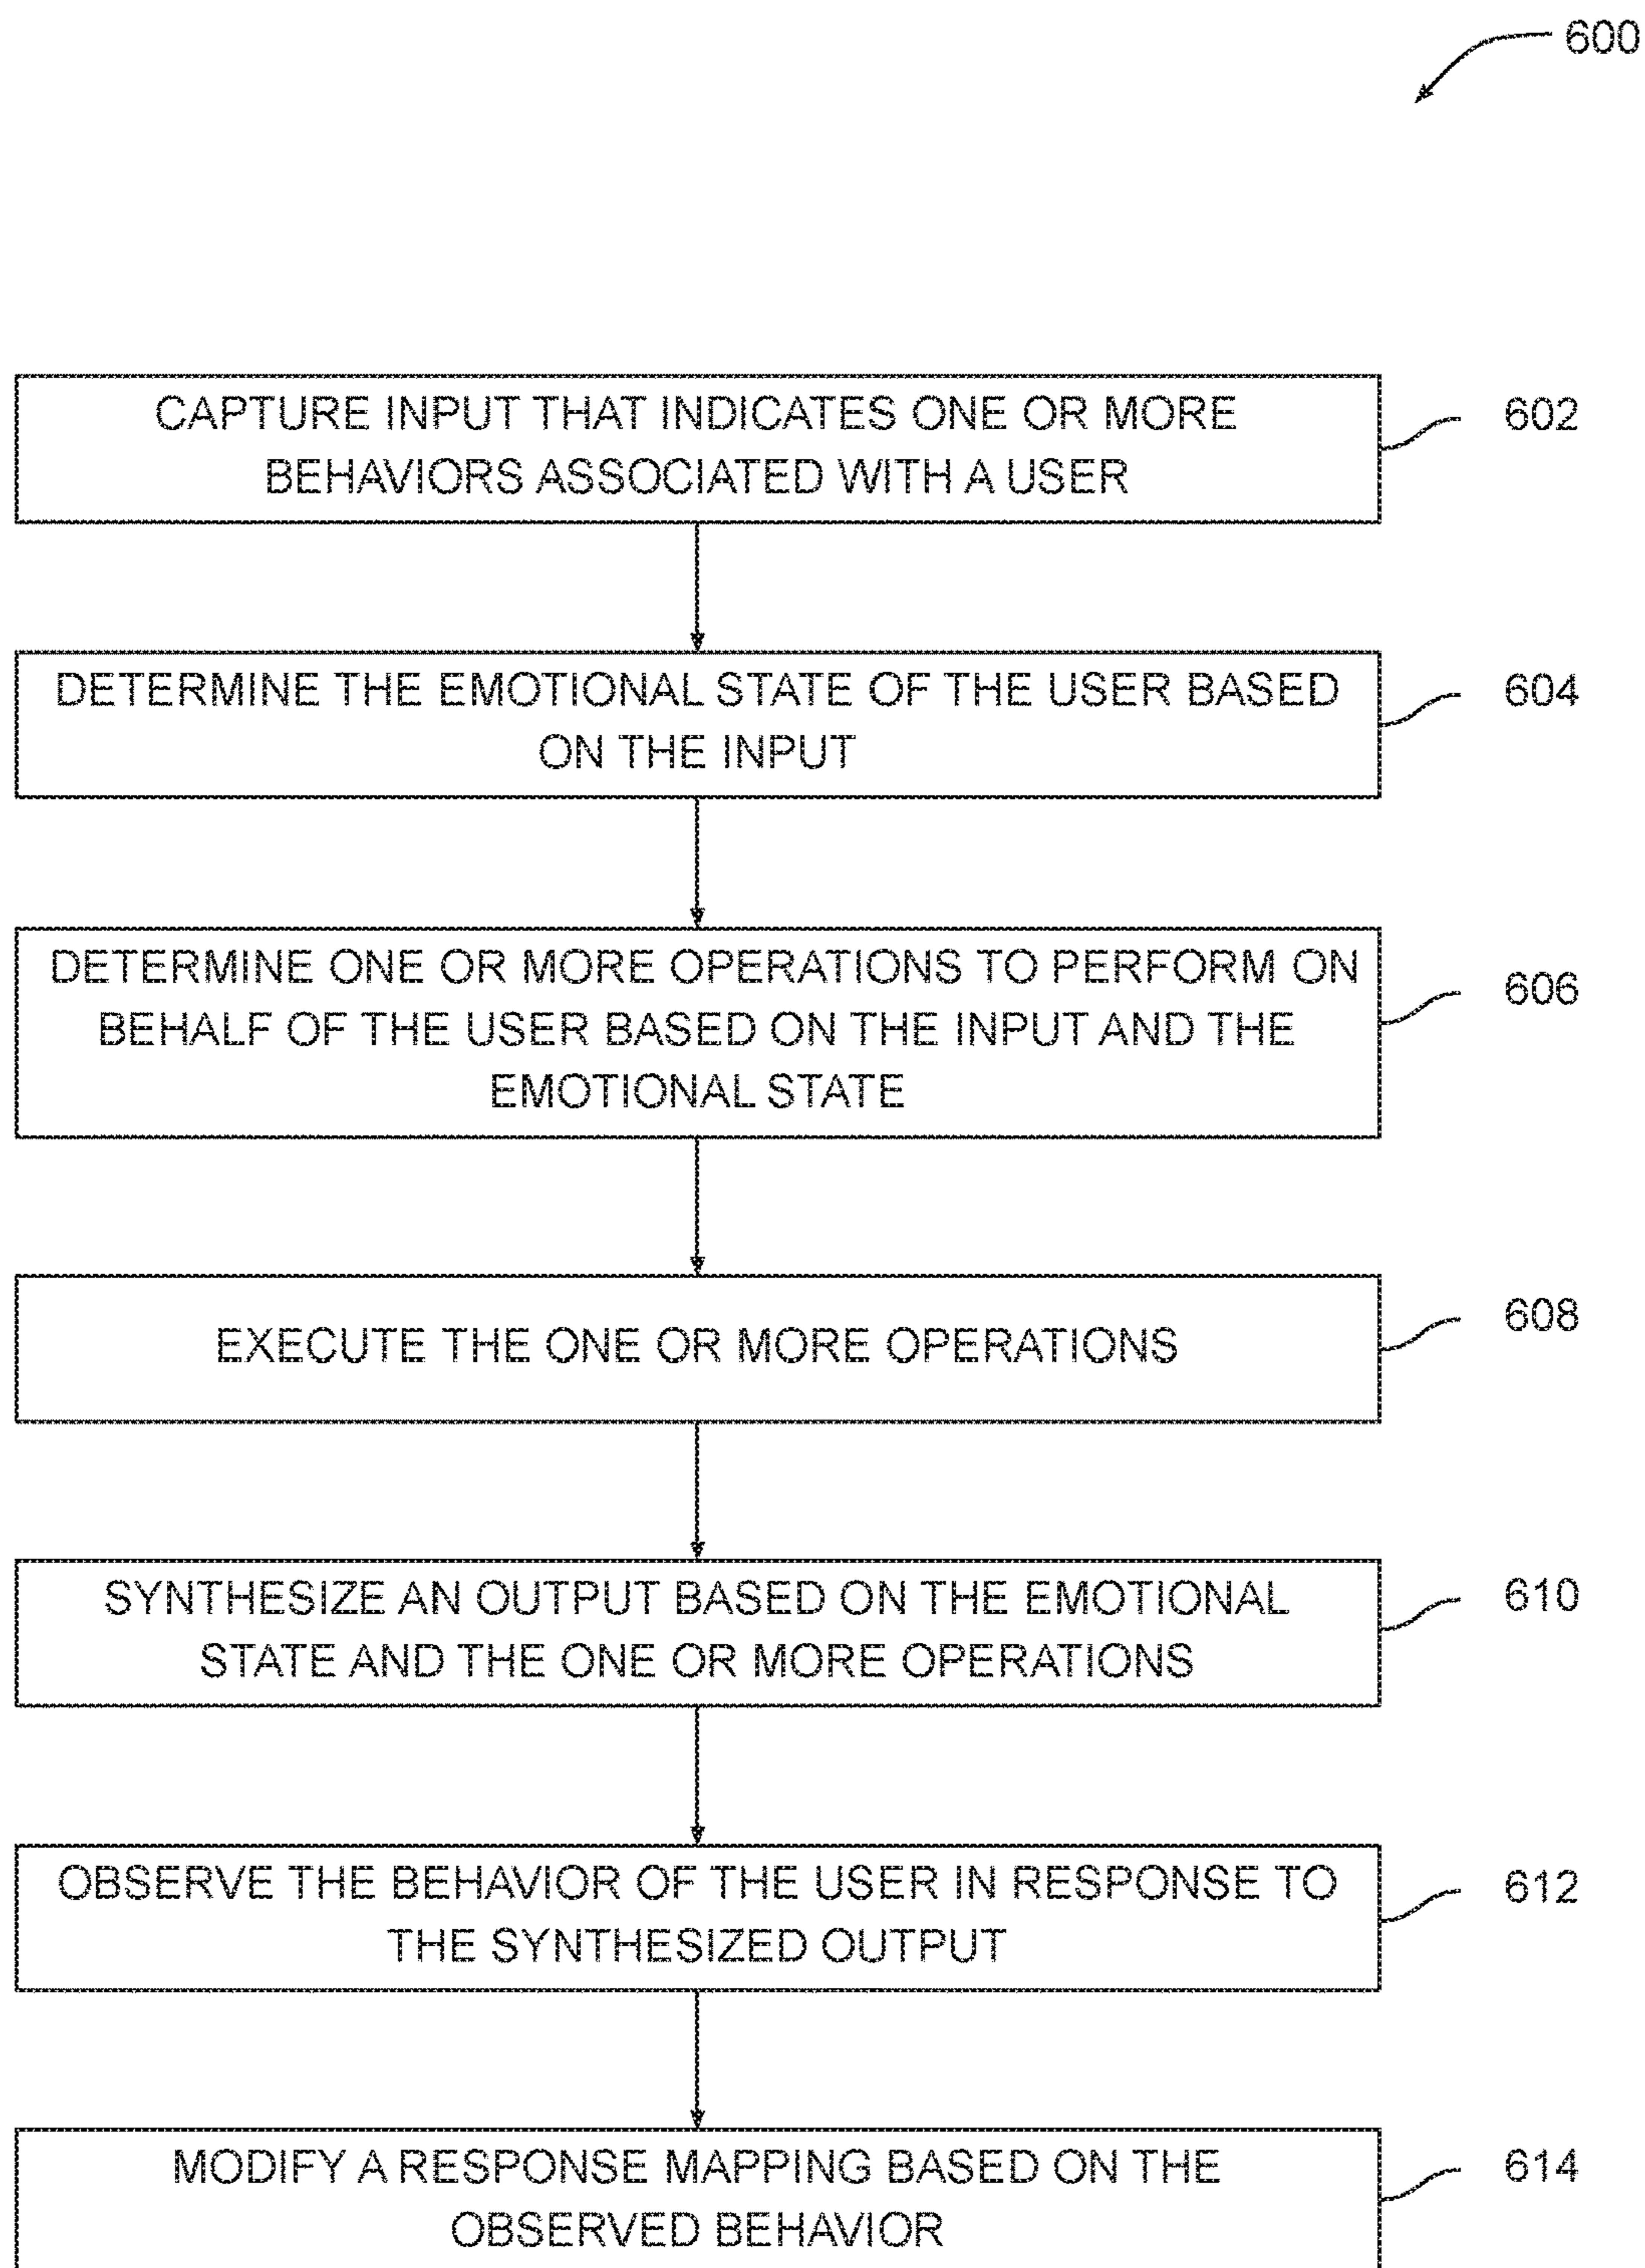 600
CAPTURE INPUT THAT INDICATES ONE OR MORE
BEHAVIORS ASSOCIATED WITH A USER
602
DETERMINE THE EMOTIONAL STATE OF THE USER BASED
ON THE INPUT
604
DETERMINE ONE OR MORE OPERATIONS TO PERFORM ON
BEHALF OF THE USER BASED ON THE INPUT AND THE
EMOTIONAL STATE
606
EXECUTE THE ONE OR MORE OPERATIONS
608
SYNTHESIZE AN OUTPUT BASED ON THE EMOTIONAL
STATE AND THE ONE OR MORE OPERATIONS
610
OBSERVE THE BEHAVIOR OF THE USER IN RESPONSE TO
THE SYNTHESIZED OUTPUT
612
MODIFY A RESPONSE MAPPING BASED ON THE
OBSERVED BEHAVIOR
614